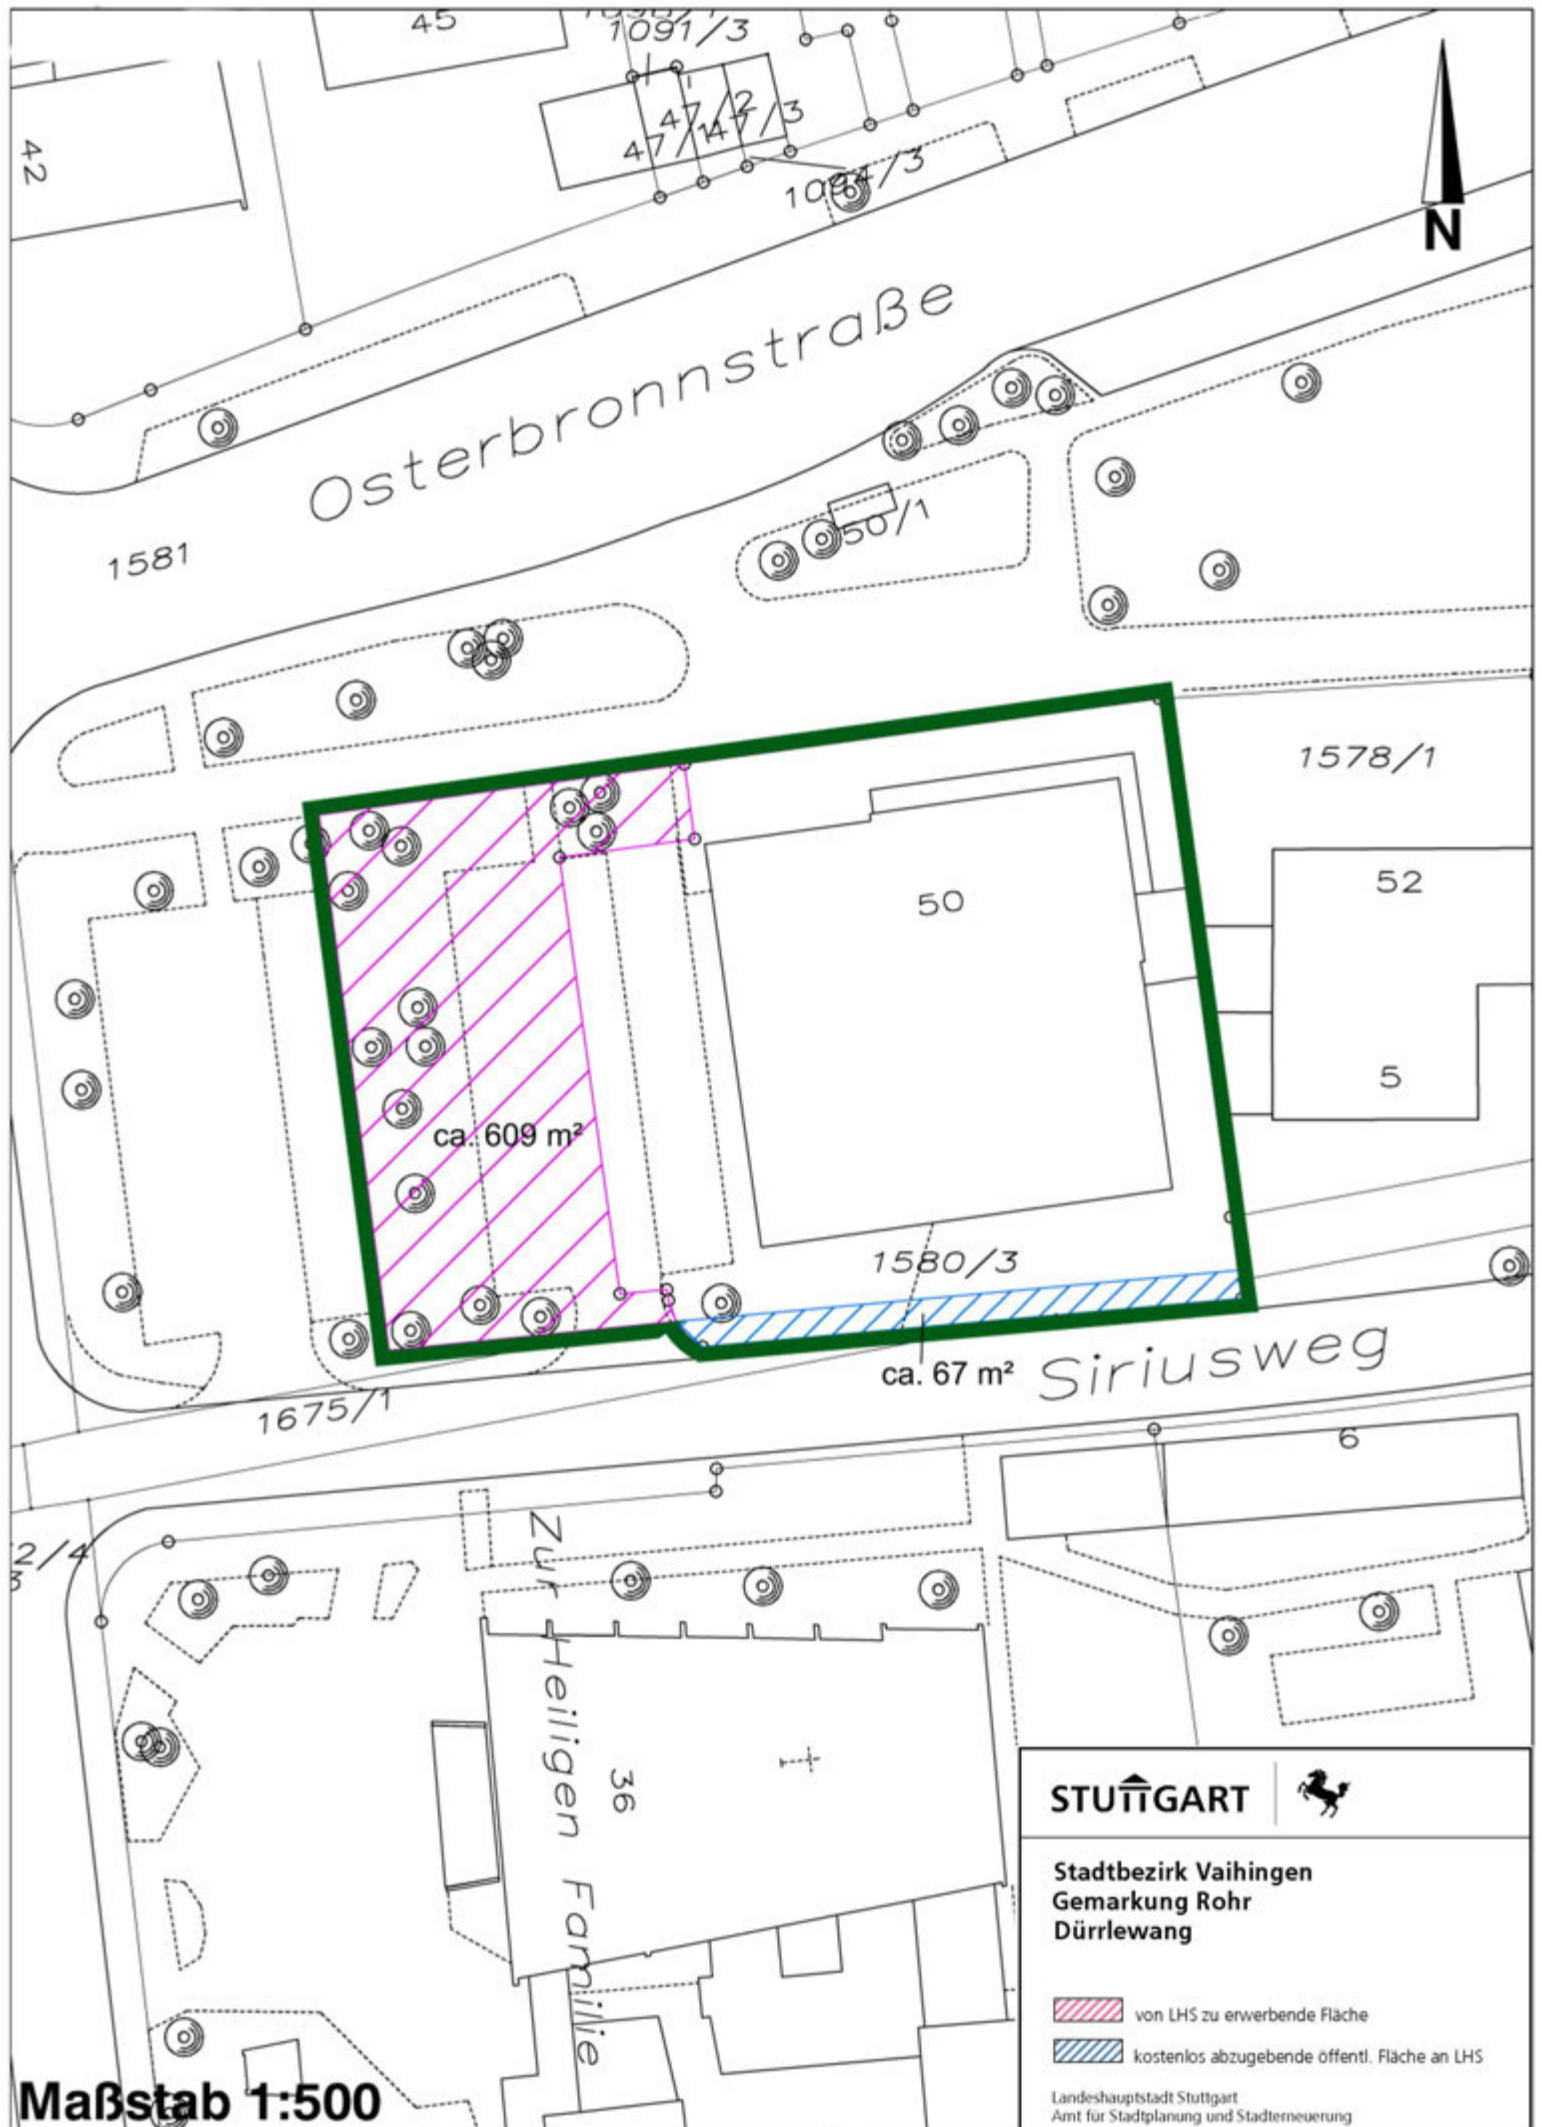 45
1091/3
42
47/1
47/2
47/3
1094/3
N
Osterbronnstraße
50/1
1581
1578/1
50
52
5
ca. 609 m²
1580/3
ca. 67 m²
Siriusweg
1675/1
6
2/4
3
Zur Heiligen Familie
36
STUTTGART
Stadtbezirk Vaihingen
Gemarkung Rohr
Dürrlewang
von LHS zu erwerbende Fläche
kostenlos abzugebende öffentl. Fläche an LHS
Landeshauptstadt Stuttgart
Amt für Stadtplanung und Stadterneuerung
Maßstab 1:500